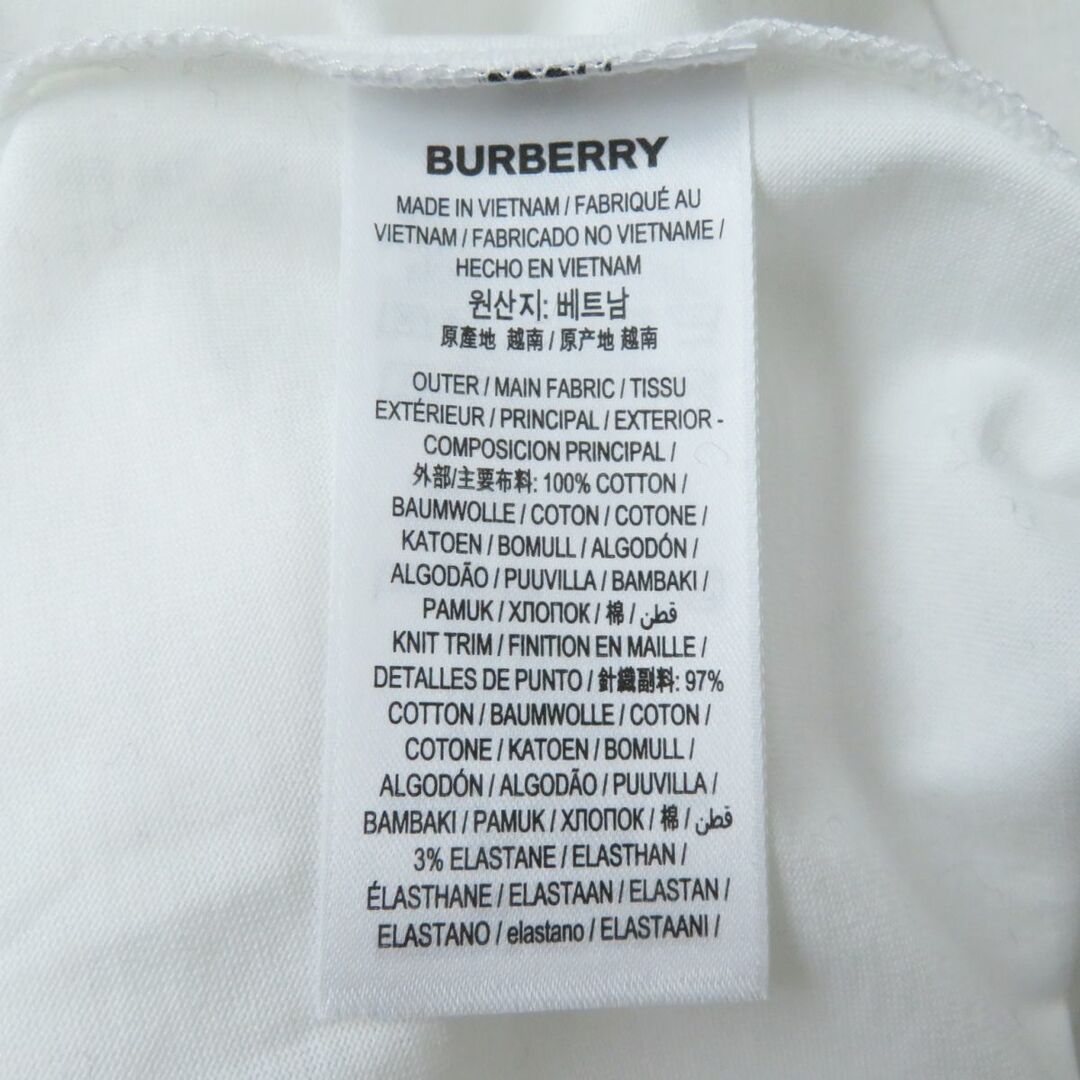 BURBERRY
MADE IN VIETNAM / FABRIQUÉ AU
VIETNAM / FABRICADO NO VIETNAME /
HECHO EN VIETNAM
원산지: 베트남
原產地 越南 / 原产地 越南
OUTER / MAIN FABRIC / TISSU
EXTÉRIEUR / PRINCIPAL / EXTERIOR -
COMPOSICION PRINCIPAL /
外部/主要布料: 100% COTTON /
BAUMWOLLE / COTON / COTONE /
KATOEN / BOMULL / ALGODÓN /
ALGODÃO / PUUVILLA / BAMBAKI /
PAMUK / ХЛОПОК / 棉 / قطن
KNIT TRIM / FINITION EN MAILLE /
DETALLES DE PUNTO / 針織副料: 97%
COTTON / BAUMWOLLE / COTON /
COTONE / KATOEN / BOMULL /
ALGODÓN / ALGODÃO / PUUVILLA /
BAMBAKI / PAMUK / ХЛОПОК / 棉 / قطن
3% ELASTANE / ELASTHAN /
ÉLASTHANE / ELASTAAN / ELASTAN /
ELASTANO / elastano / ELASTAANI /